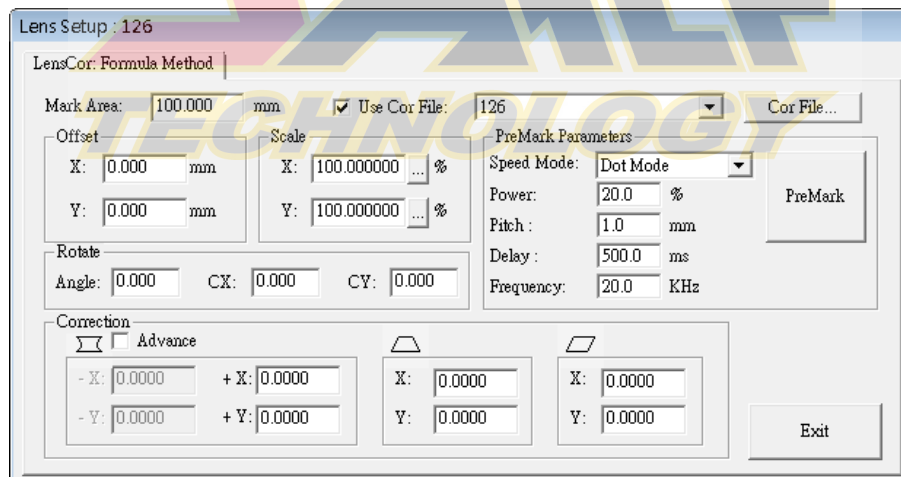 Lens Setup : 126
LensCor: Formula Method
Mark Area: 100.000 mm Use Cor File: 126 Cor File...
TECHNOLOGY
Offset Scale PreMark Parameters
X: 0.000 mm X: 100.000000 ... % Speed Mode: Dot Mode
Power: 20.0 % PreMark
Y: 0.000 mm Y: 100.000000 ... % Pitch : 1.0 mm
Rotate Delay : 500.0 ms
Angle: 0.000 CX: 0.000 CY: 0.000 Frequency: 20.0 KHz
Correction
Advance
- X: 0.0000 + X: 0.0000 X: 0.0000 X: 0.0000
- Y: 0.0000 + Y: 0.0000 Y: 0.0000 Y: 0.0000
Exit